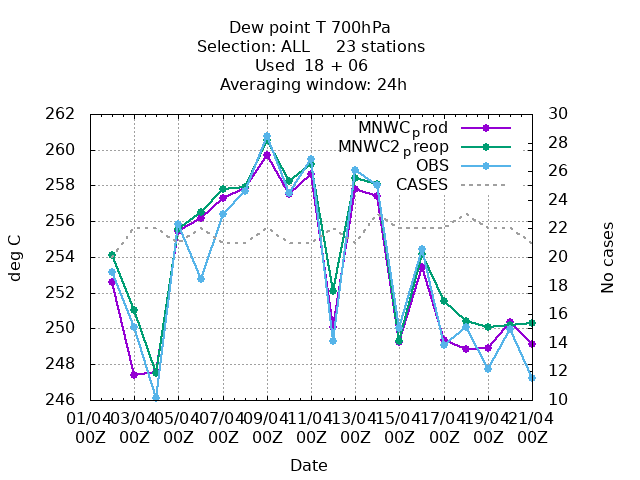 Dew point T 700hPa
Selection: ALL     23 stations
Used  18 + 06
Averaging window: 24h
262
260
258
256
254
252
250
248
246
deg C
30
28
26
24
22
20
18
16
14
12
10
No cases
MNWCprod
MNWC2preop
OBS
CASES
01/04 03/04 05/04 07/04 09/04 11/04 13/04 15/04 17/04 19/04 21/04
00Z 00Z 00Z 00Z 00Z 00Z 00Z 00Z 00Z 00Z 00Z
Date